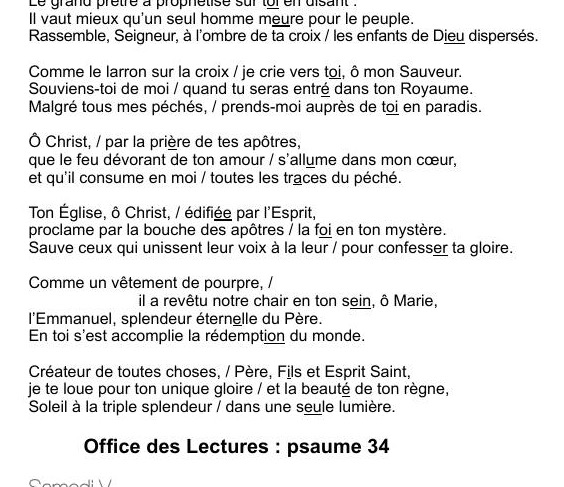 Le grand prêtre a prophétisé sur toi en disant :
Il vaut mieux qu’un seul homme meure pour le peuple.
Rassemble, Seigneur, à l’ombre de ta croix / les enfants de Dieu dispersés.
Comme le larron sur la croix / je crie vers toi, ô mon Sauveur.
Souviens-toi de moi / quand tu seras entré dans ton Royaume.
Malgré tous mes péchés, / prends-moi auprès de toi en paradis.
Ô Christ, / par la prière de tes apôtres,
que le feu dévorant de ton amour / s’allume dans mon cœur,
et qu’il consume en moi / toutes les traces du péché.
Ton Église, ô Christ, / édifiée par l’Esprit,
proclame par la bouche des apôtres / la foi en ton mystère.
Sauve ceux qui unissent leur voix à la leur / pour confesser ta gloire.
Comme un vêtement de pourpre, /
il a revêtu notre chair en ton sein, ô Marie,
l’Emmanuel, splendeur éternelle du Père.
En toi s’est accomplie la rédemption du monde.
Créateur de toutes choses, / Père, Fils et Esprit Saint,
je te loue pour ton unique gloire / et la beauté de ton règne,
Soleil à la triple splendeur / dans une seule lumière.
Office des Lectures : psaume 34
Samedi V